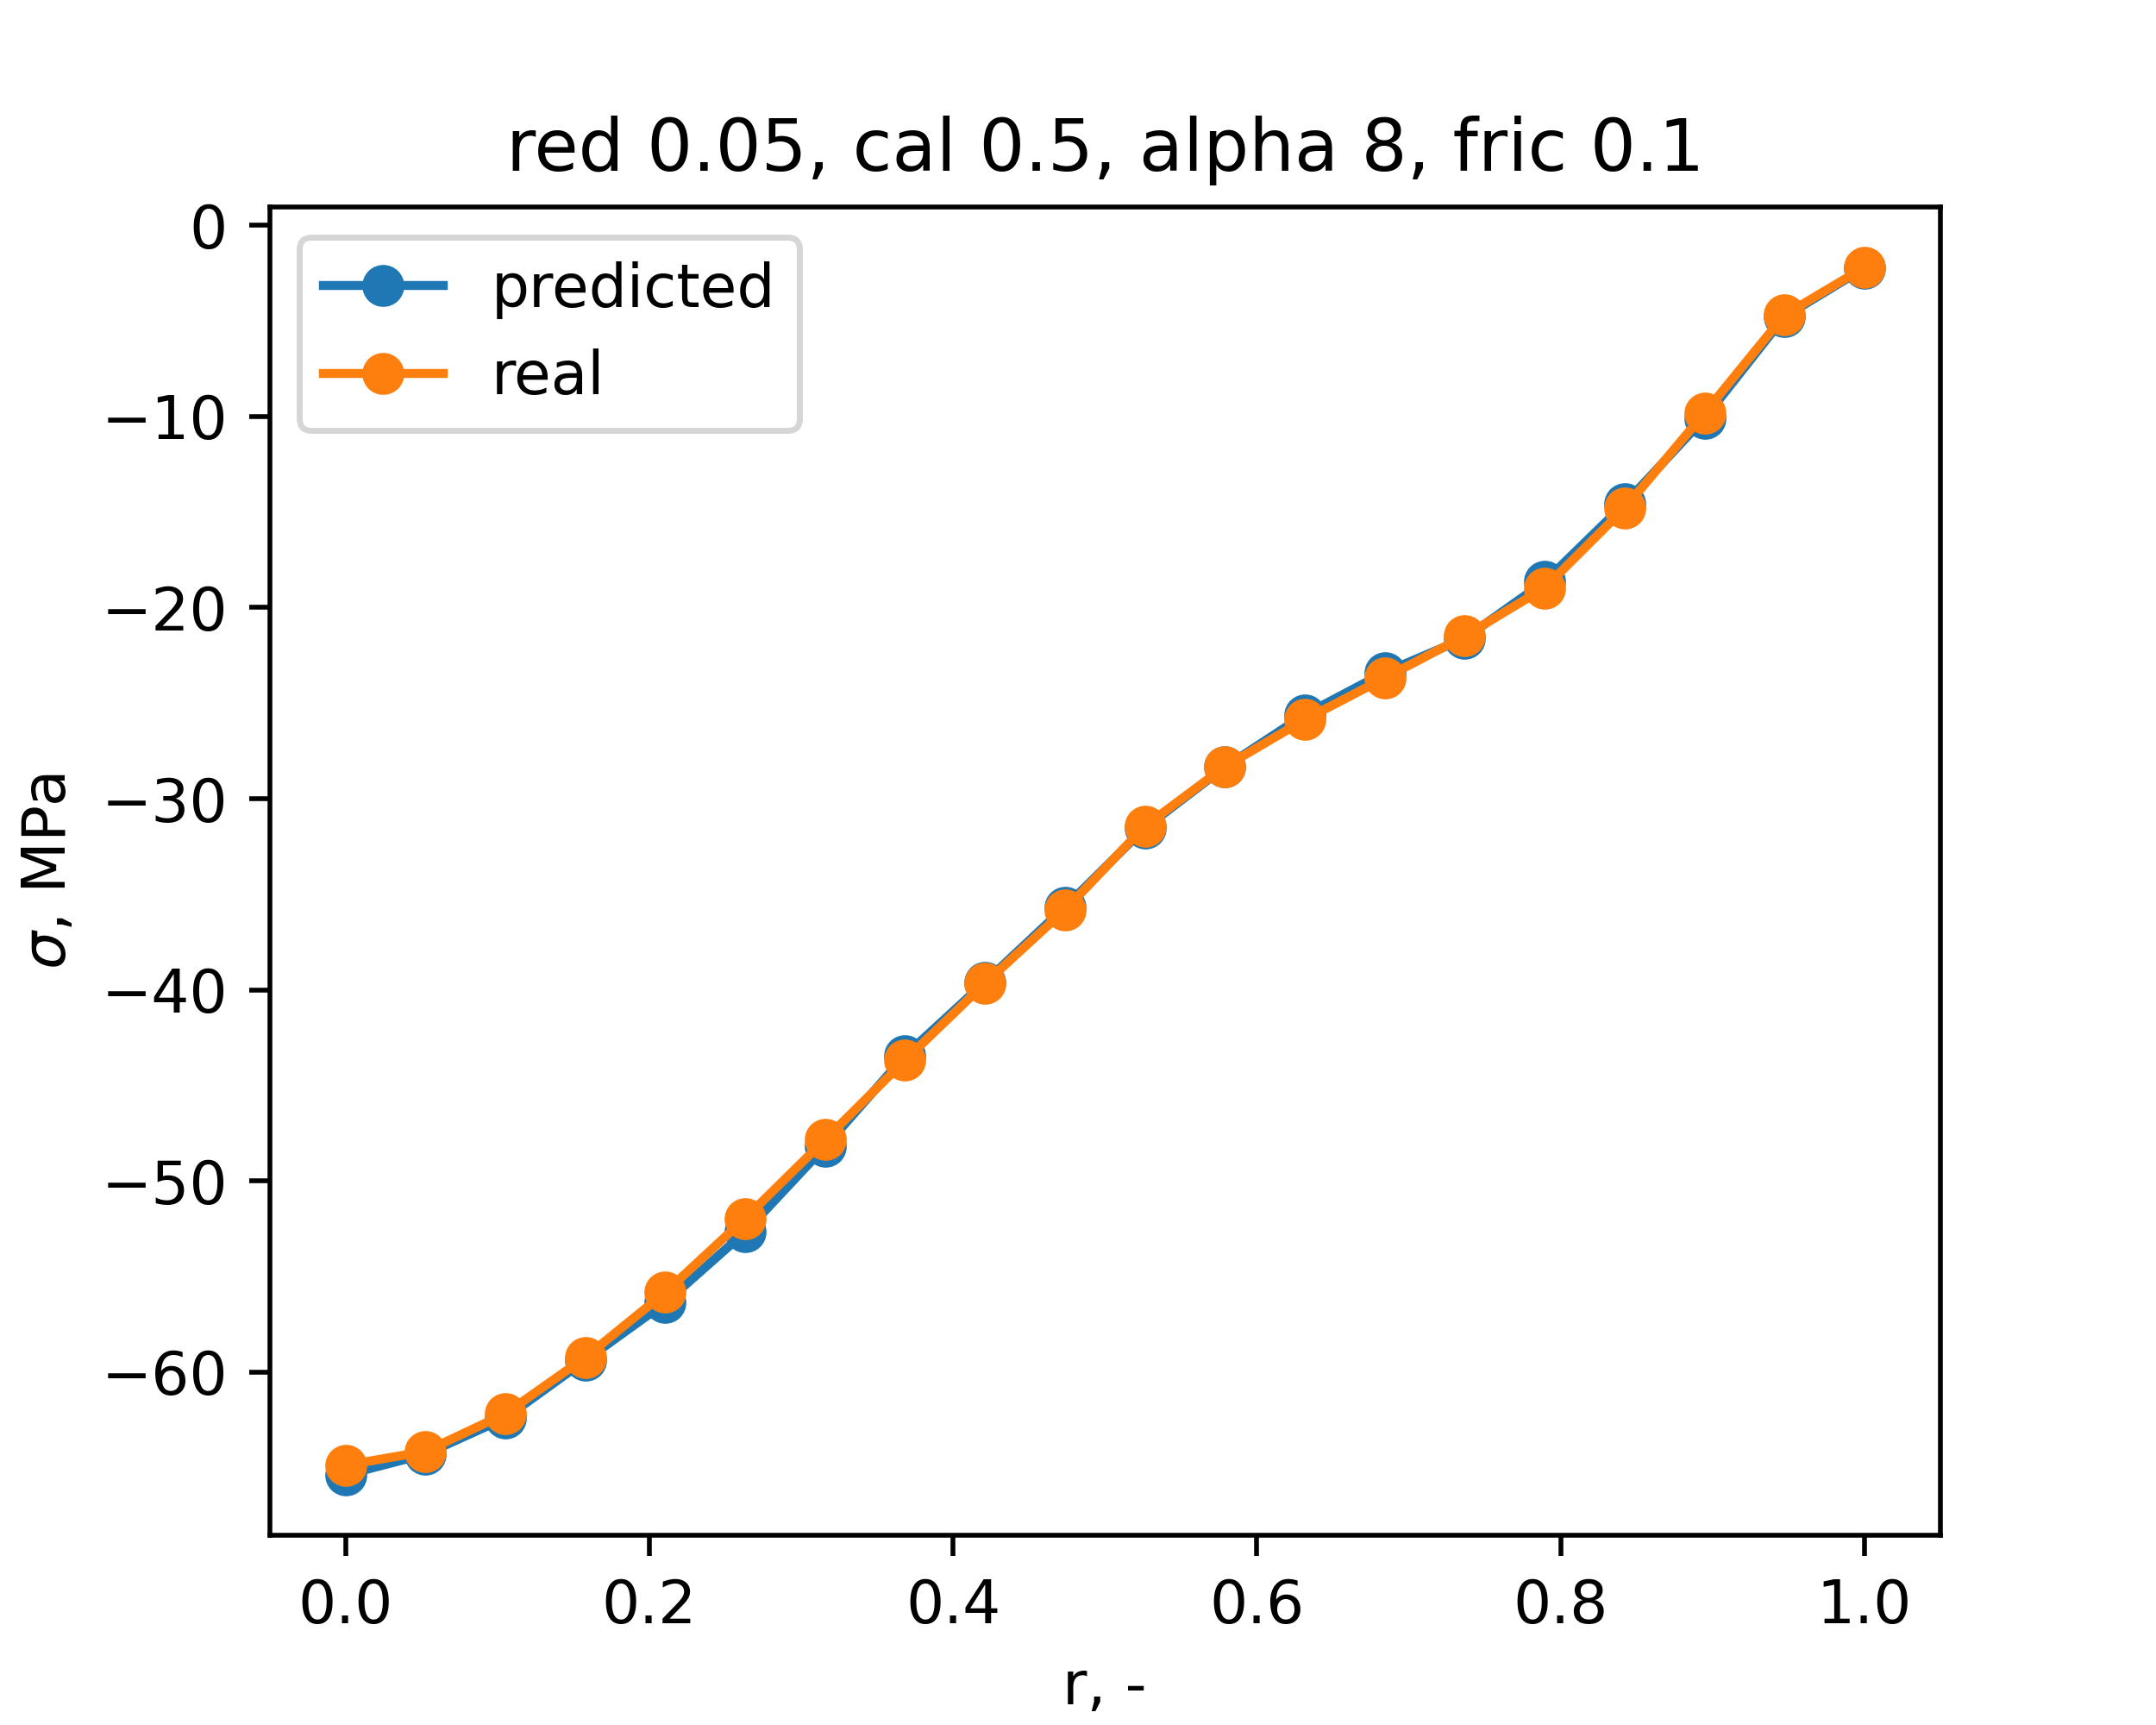 red 0.05, cal 0.5, alpha 8, fric 0.1
predicted
real
0
−10
−20
−30
−40
−50
−60
σ, MPa
0.0 0.2 0.4 0.6 0.8 1.0
r, -